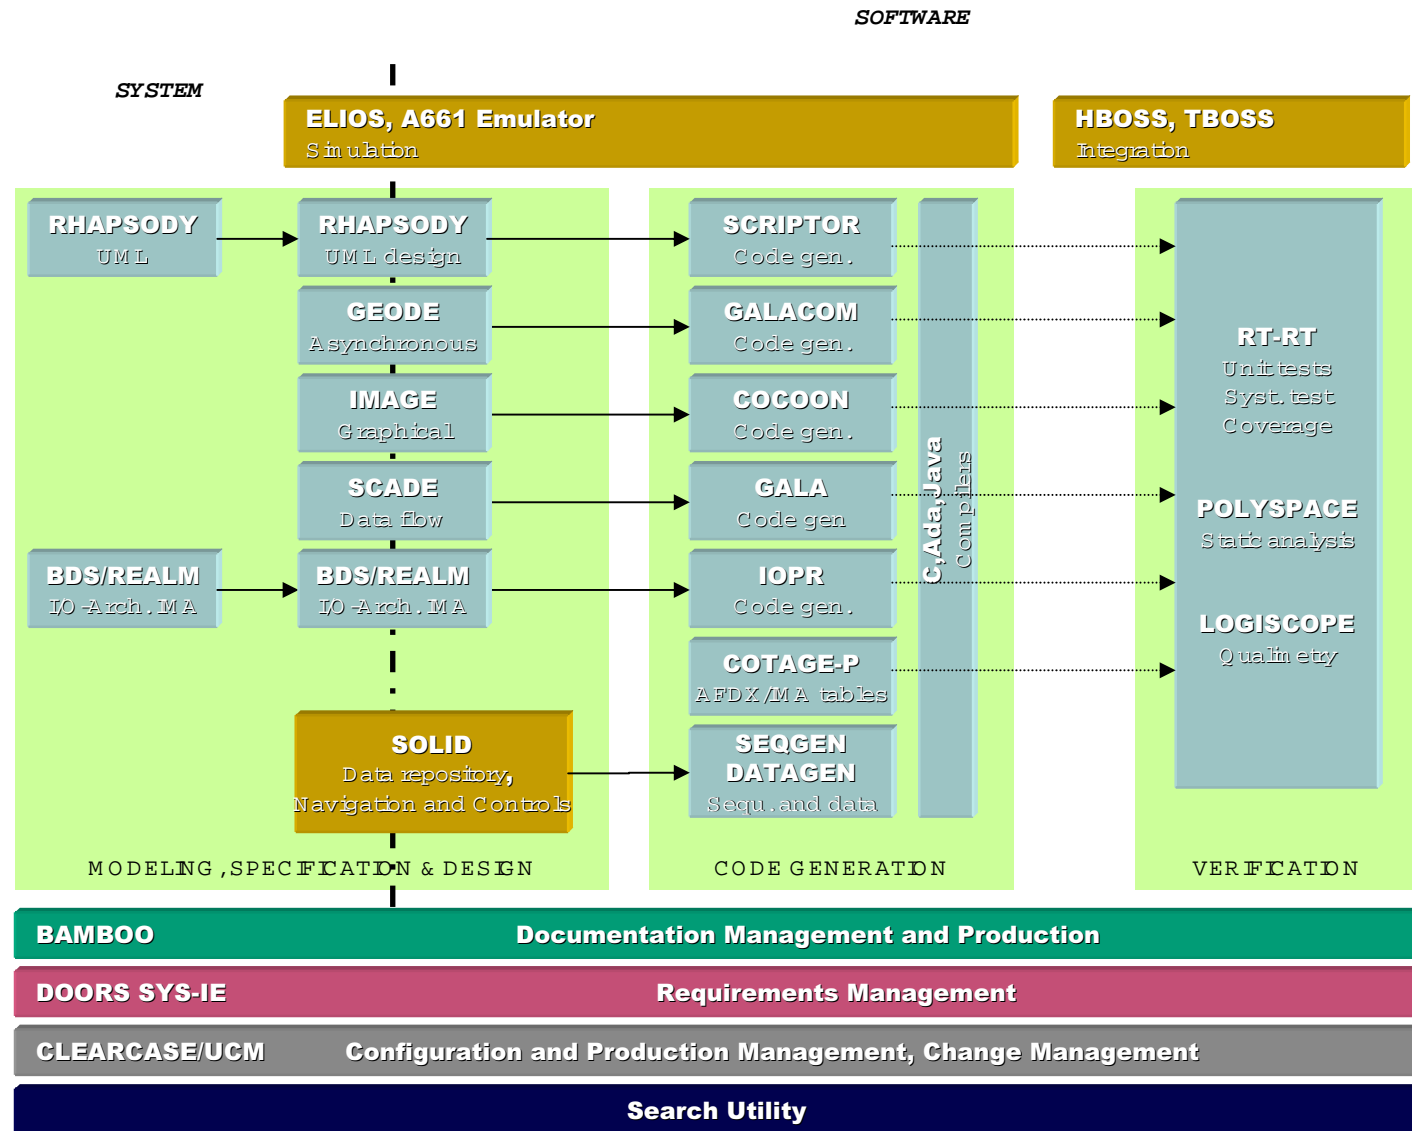 SOFTWARE
SYSTEM
ELIOS, A661 Emulator
Simulation
HBOSS, TBOSS
Integration
RHAPSODY
UML
RHAPSODY
UML design
SCRIPTOR
Code gen.
GEODE
Asynchronous
GALACOM
Code gen.
IMAGE
Graphical
COCOON
Code gen.
SCADE
Data flow
GALA
Code gen
BDS/REALM
I/O-Arch. IMA
BDS/REALM
I/O-Arch. IMA
IOPR
Code gen.
COTAGE-P
AFDX/IMA tables
SOLID
Data repository,
Navigation and Controls
SEQGEN
DATAGEN
Sequ. and data
C,Ada,Java
Compilers
RT-RT
Unit tests
Syst. test
Coverage
POLYSPACE
Static analysis
LOGISCOPE
Qualimetry
MODELING, SPECIFICATION & DESIGN
CODE GENERATION
VERIFICATION
BAMBOO Documentation Management and Production
DOORS SYS-IE Requirements Management
CLEARCASE/UCM Configuration and Production Management, Change Management
Search Utility